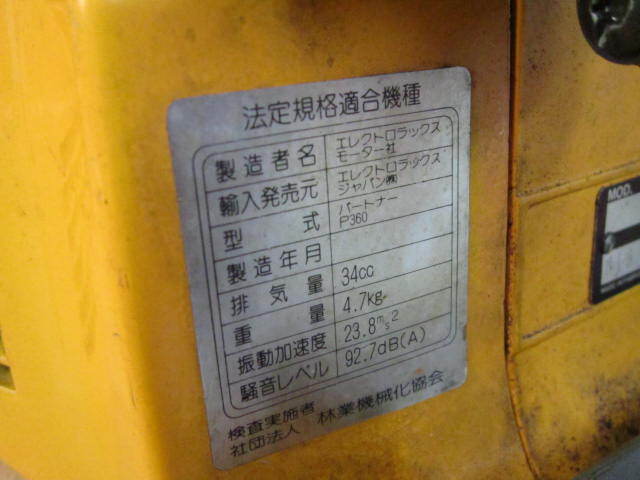 法定規格適合機種
製造者名 エレクトロラックス
モーター社
輸入発売元 エレクトロラックス
ジャパン㈱
型式 パートナー
P360
製造年月
排気量 34cc
重量 4.7kg
振動加速度 23.8m/s2
騒音レベル 92.7dB(A)
検査実施者
社団法人 林業機械化協会
MOD.